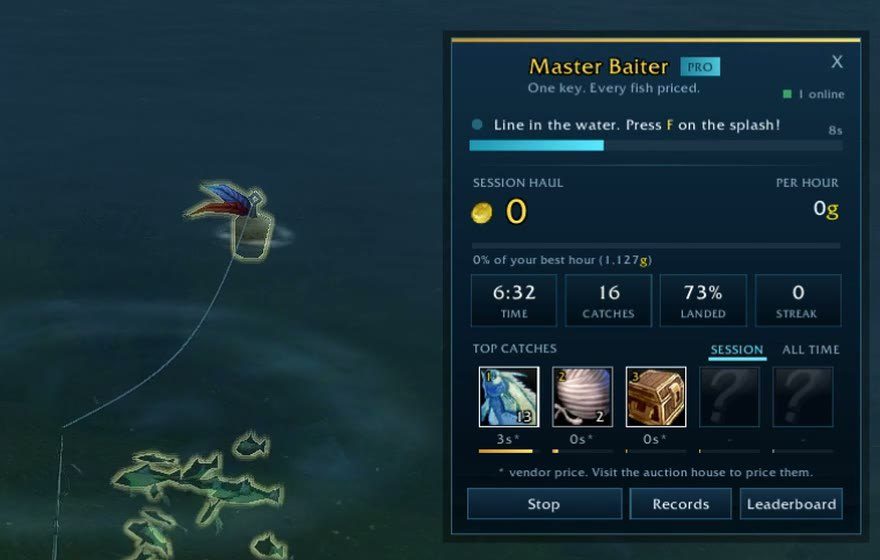 Master Baiter PRO
X
One key. Every fish priced.
1 online
Line in the water. Press F on the splash!
8s
SESSION HAUL
PER HOUR
0
0g
0% of your best hour (1,127g)
6:32
TIME
16
CATCHES
73%
LANDED
0
STREAK
TOP CATCHES
SESSION
ALL TIME
1
13
2
2
3
?
?
3s*
0s*
0s*
-
-
* vendor price. Visit the auction house to price them.
Stop
Records
Leaderboard